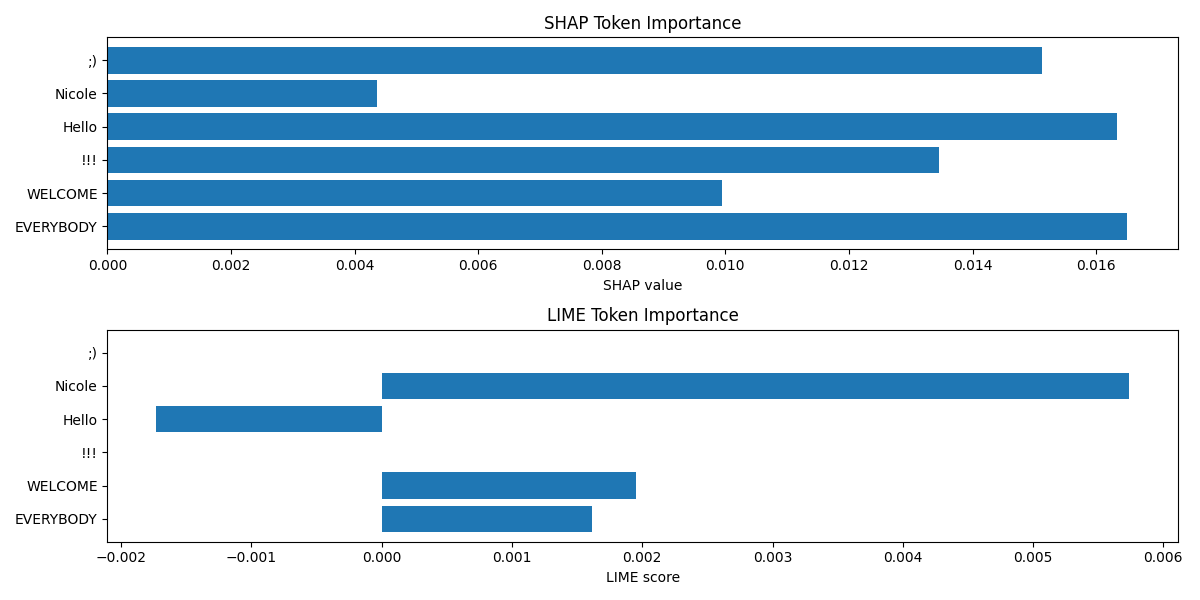 SHAP Token Importance
;)
Nicole
Hello
!!!
WELCOME
EVERYBODY
0.000 0.002 0.004 0.006 0.008 0.010 0.012 0.014 0.016
SHAP value
LIME Token Importance
;)
Nicole
Hello
!!!
WELCOME
EVERYBODY
−0.002 −0.001 0.000 0.001 0.002 0.003 0.004 0.005 0.006
LIME score